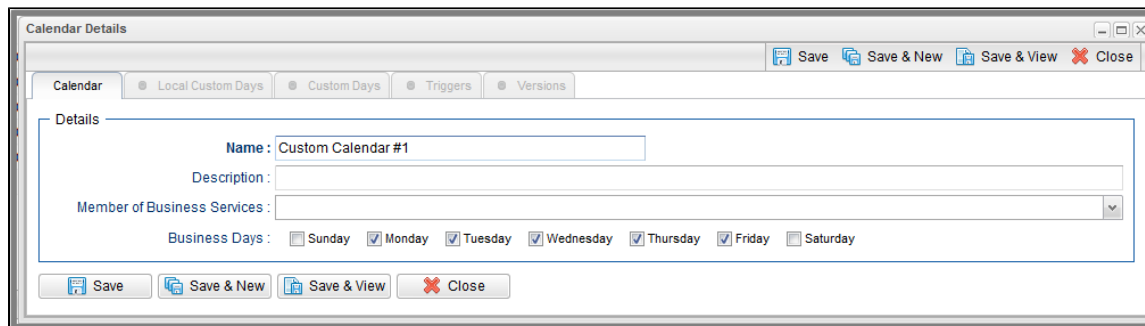 Calendar Details
Save Save & New Save & View Close
Calendar Local Custom Days Custom Days Triggers Versions
Details
Name : Custom Calendar #1
Description :
Member of Business Services :
Business Days : Sunday Monday Tuesday Wednesday Thursday Friday Saturday
Save Save & New Save & View Close